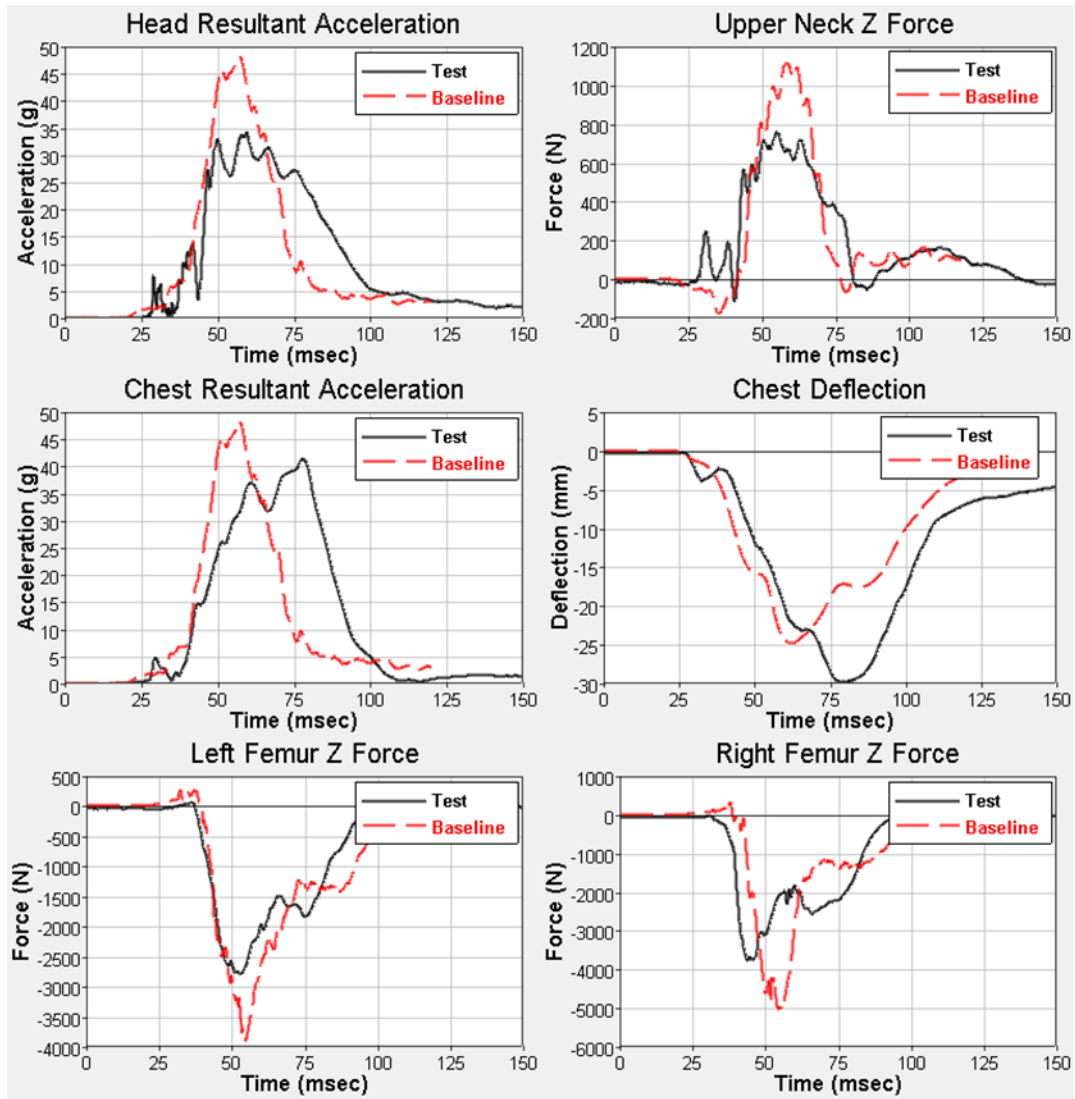 Head Resultant Acceleration
50
45
40
35
30
25
20
15
10
5
0
Acceleration (g)
Test
Baseline
0 25 50 75 100 125 150
Time (msec)
Upper Neck Z Force
1200
1000
800
600
400
200
0
-200
Force (N)
Test
Baseline
0 25 50 75 100 125 150
Time (msec)
Chest Resultant Acceleration
50
45
40
35
30
25
20
15
10
5
0
Acceleration (g)
Test
Baseline
0 25 50 75 100 125 150
Time (msec)
Chest Deflection
5
0
-5
-10
-15
-20
-25
-30
Deflection (mm)
Test
Baseline
0 25 50 75 100 125 150
Time (msec)
Left Femur Z Force
500
0
-500
-1000
-1500
-2000
-2500
-3000
-3500
-4000
Force (N)
Test
Baseline
0 25 50 75 100 125 150
Time (msec)
Right Femur Z Force
1000
0
-1000
-2000
-3000
-4000
-5000
-6000
Force (N)
Test
Baseline
0 25 50 75 100 125 150
Time (msec)